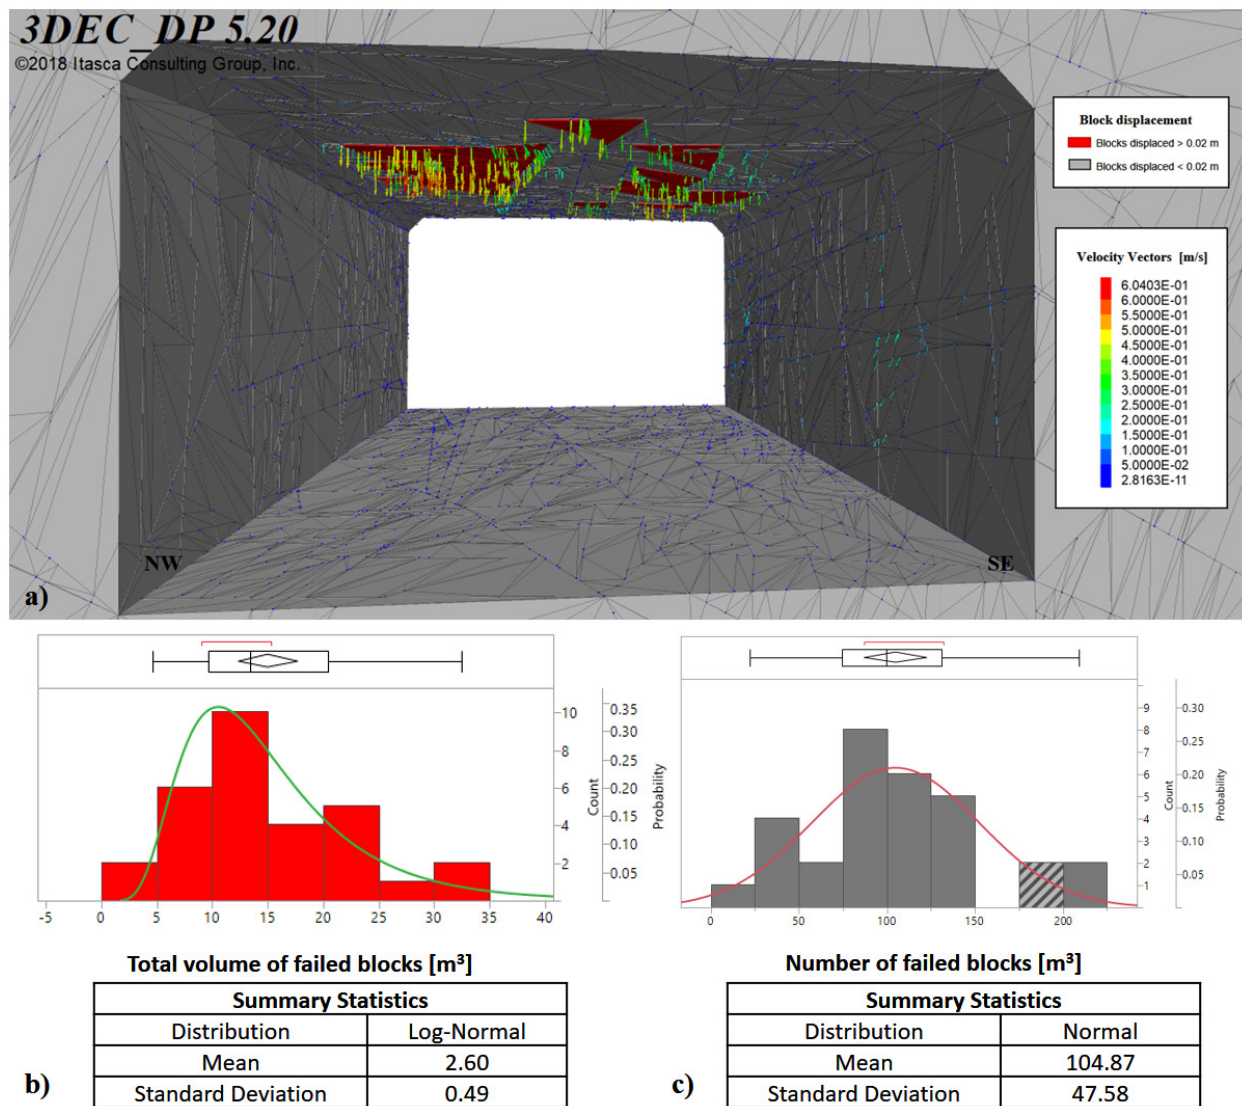 3DEC_DP 5.20
©2018 Itasca Consulting Group, Inc.
Block displacement
Blocks displaced > 0.02 m
Blocks displaced < 0.02 m
Velocity Vectors [m/s]
6.0403E-01
6.0000E-01
5.5000E-01
5.0000E-01
4.5000E-01
4.0000E-01
3.5000E-01
3.0000E-01
2.5000E-01
2.0000E-01
1.5000E-01
1.0000E-01
5.0000E-02
2.8163E-11
NW
SE
a)
10
8
6
4
2
Count
0.35
0.30
0.25
0.20
0.15
0.10
0.05
Probability
-5 0 5 10 15 20 25 30 35 40
Total volume of failed blocks [m³]
Summary Statistics
Distribution Log-Normal
Mean 2.60
Standard Deviation 0.49
b)
9
8
7
6
5
4
3
2
1
Count
0.30
0.25
0.20
0.15
0.10
0.05
Probability
0 50 100 150 200
Number of failed blocks [m³]
Summary Statistics
Distribution Normal
Mean 104.87
Standard Deviation 47.58
c)